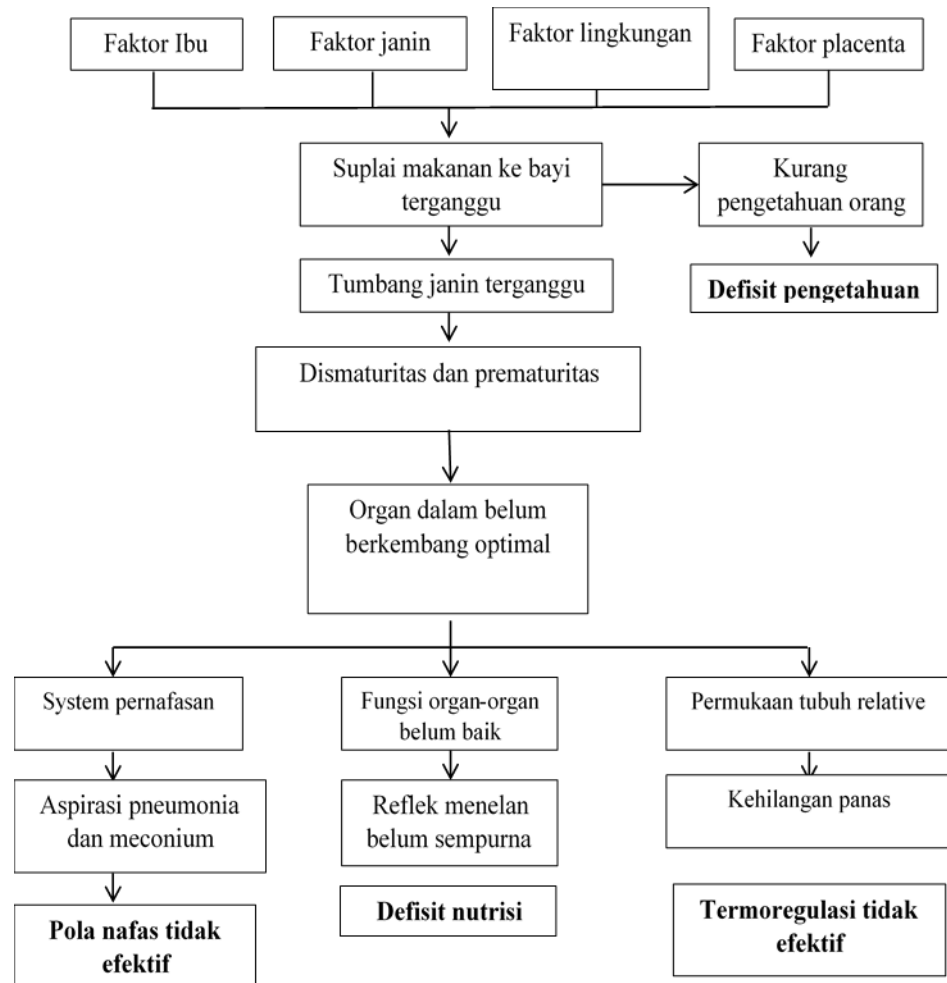 Faktor Ibu
Faktor janin
Faktor lingkungan
Faktor placenta
Suplai makanan ke bayi
terganggu
Kurang
pengetahuan orang
Tumbang janin terganggu
Defisit pengetahuan
Dismaturitas dan prematuritas
Organ dalam belum
berkembang optimal
System pernafasan
Fungsi organ-organ
belum baik
Permukaan tubuh relative
Aspirasi pneumonia
dan meconium
Reflek menelan
belum sempurna
Kehilangan panas
Pola nafas tidak
efektif
Defisit nutrisi
Termoregulasi tidak
efektif